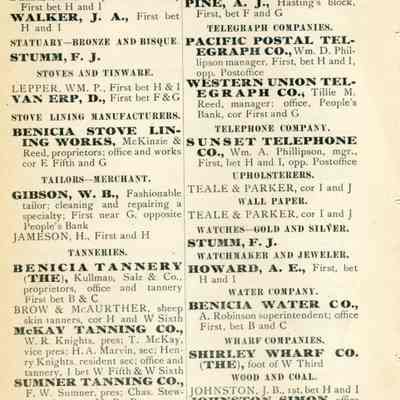 First bet H and I
WALKER, J. A., First bet
H and I
STATUARY—BRONZE AND BISQUE.
STUMM, F. J.
STOVES AND TINWARE.
LEPPER, WM. P., First bet H & I
VAN ERP, D., First bet F & G
STOVE LINING MANUFACTURERS.
BENICIA STOVE LIN-
ING WORKS, McKinzie &
Reed, proprietors; office and works
cor E Fifth and G
TAILORS—MERCHANT.
GIBSON, W. B., Fashionable
tailor; cleaning and repairing a
specialty; First near G, opposite
People's Bank
JAMESON, H., First and H
TANNERIES.
BENICIA TANNERY
(THE), Kullman, Salz & Co.,
proprietors, office and tannery
First bet B & C
BROW & McAURTHER, sheep
skin tanners, cor H and W Sixth
McKAY TANNING CO.,
W. R. Knights, pres; T. McKay,
vice pres; H. A. Marvin, sec; Hen-
ry Knights, resident sec; office and
tannery, I bet W Fifth & W Sixth
SUMNER TANNING CO.,
F. W. Sumner, pres; Chas. Stew-
PINE, A. J., Hasting's block,
First, bet F and G
TELEGRAPH COMPANIES.
PACIFIC POSTAL TEL-
EGRAPH CO., Wm. D. Phil-
lipson manager, First, bet H and I,
opp. Postoffice
WESTERN UNION TEL-
EGRAPH CO., Tillie M.
Reed, manager: office, People's
Bank, cor First and G
TELEPHONE COMPANY.
SUNSET TELEPHONE
CO., Wm. A. Phillipson, mgr.,
First, bet H and I, opp. Postoffice
UPHOLSTERERS.
TEALE & PARKER, cor I and J
WALL PAPER.
TEALE & PARKER, cor I and J
WATCHES—GOLD AND SILVER.
STUMM, F. J.
WATCHMAKER AND JEWELER.
HOWARD, A. E., First, bet
H and I
WATER COMPANY.
BENICIA WATER CO.,
A. Robinson superintendent; office
First, bet B and C
WHARF COMPANIES.
SHIRLEY WHARF CO.
(THE), foot of W Third
WOOD AND COAL.
JOHNSTON, J. B., 1st, bet H and I
JOHNSTON SIMON, office